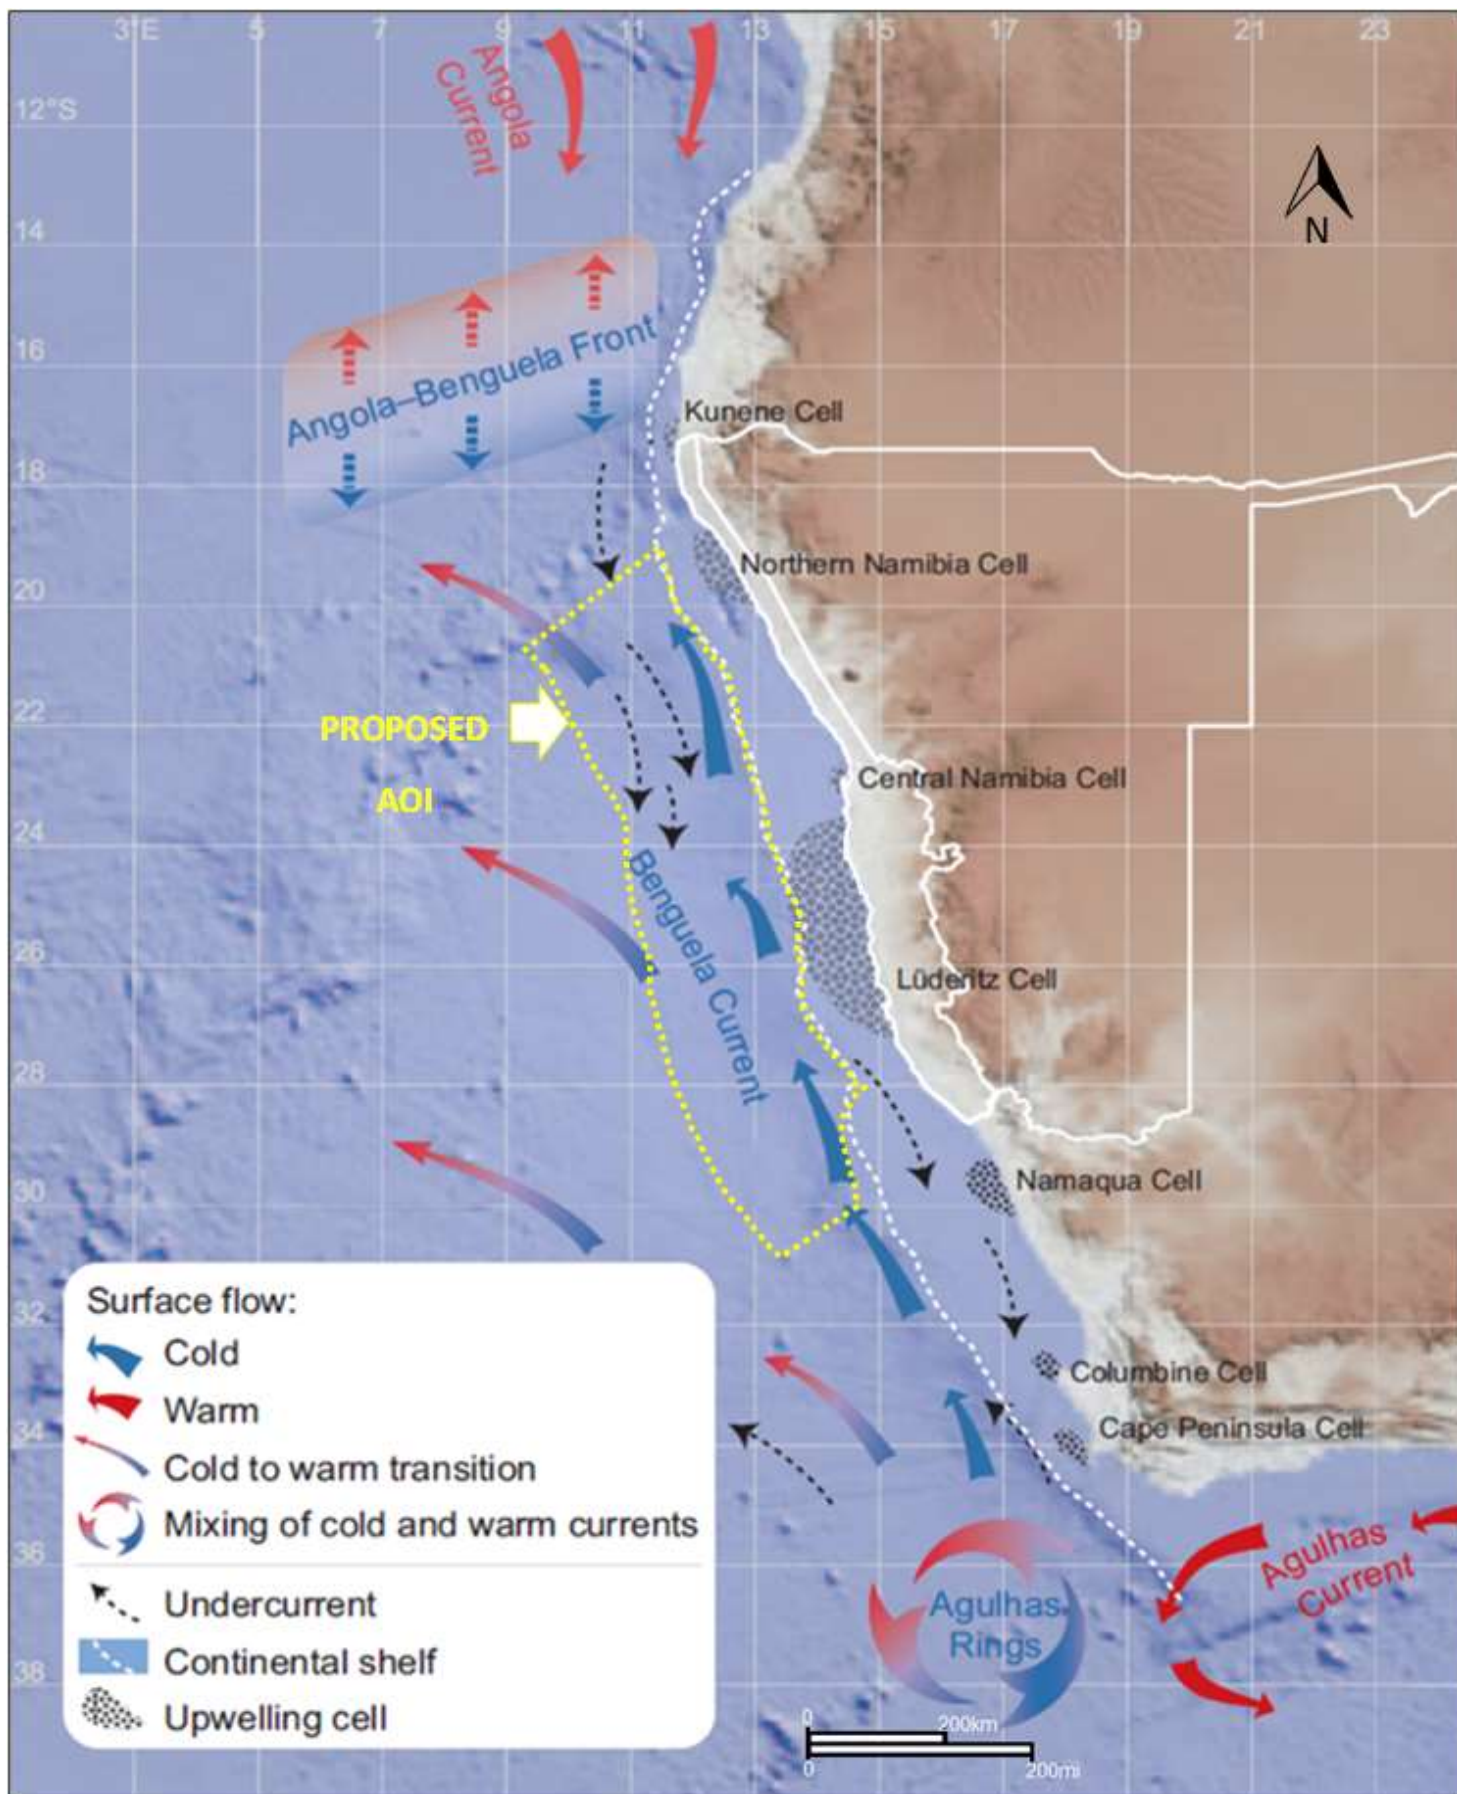 3°E 5 7 9 11 13 15 17 19 21 23
Angola
Current
12°S
N
14
Angola–Benguela Front
16
Kunene Cell
18
Northern Namibia Cell
20
22
PROPOSED
AOI
Central Namibia Cell
24
Benguela Current
26
Lüderitz Cell
28
Namaqua Cell
30
Surface flow:
Cold
Warm
Cold to warm transition
Mixing of cold and warm currents
Undercurrent
Continental shelf
Upwelling cell
32
Columbine Cell
34
Cape Peninsula Cell
36
Agulhas
Current
Agulhas
Rings
38
0 200km
0 200mi